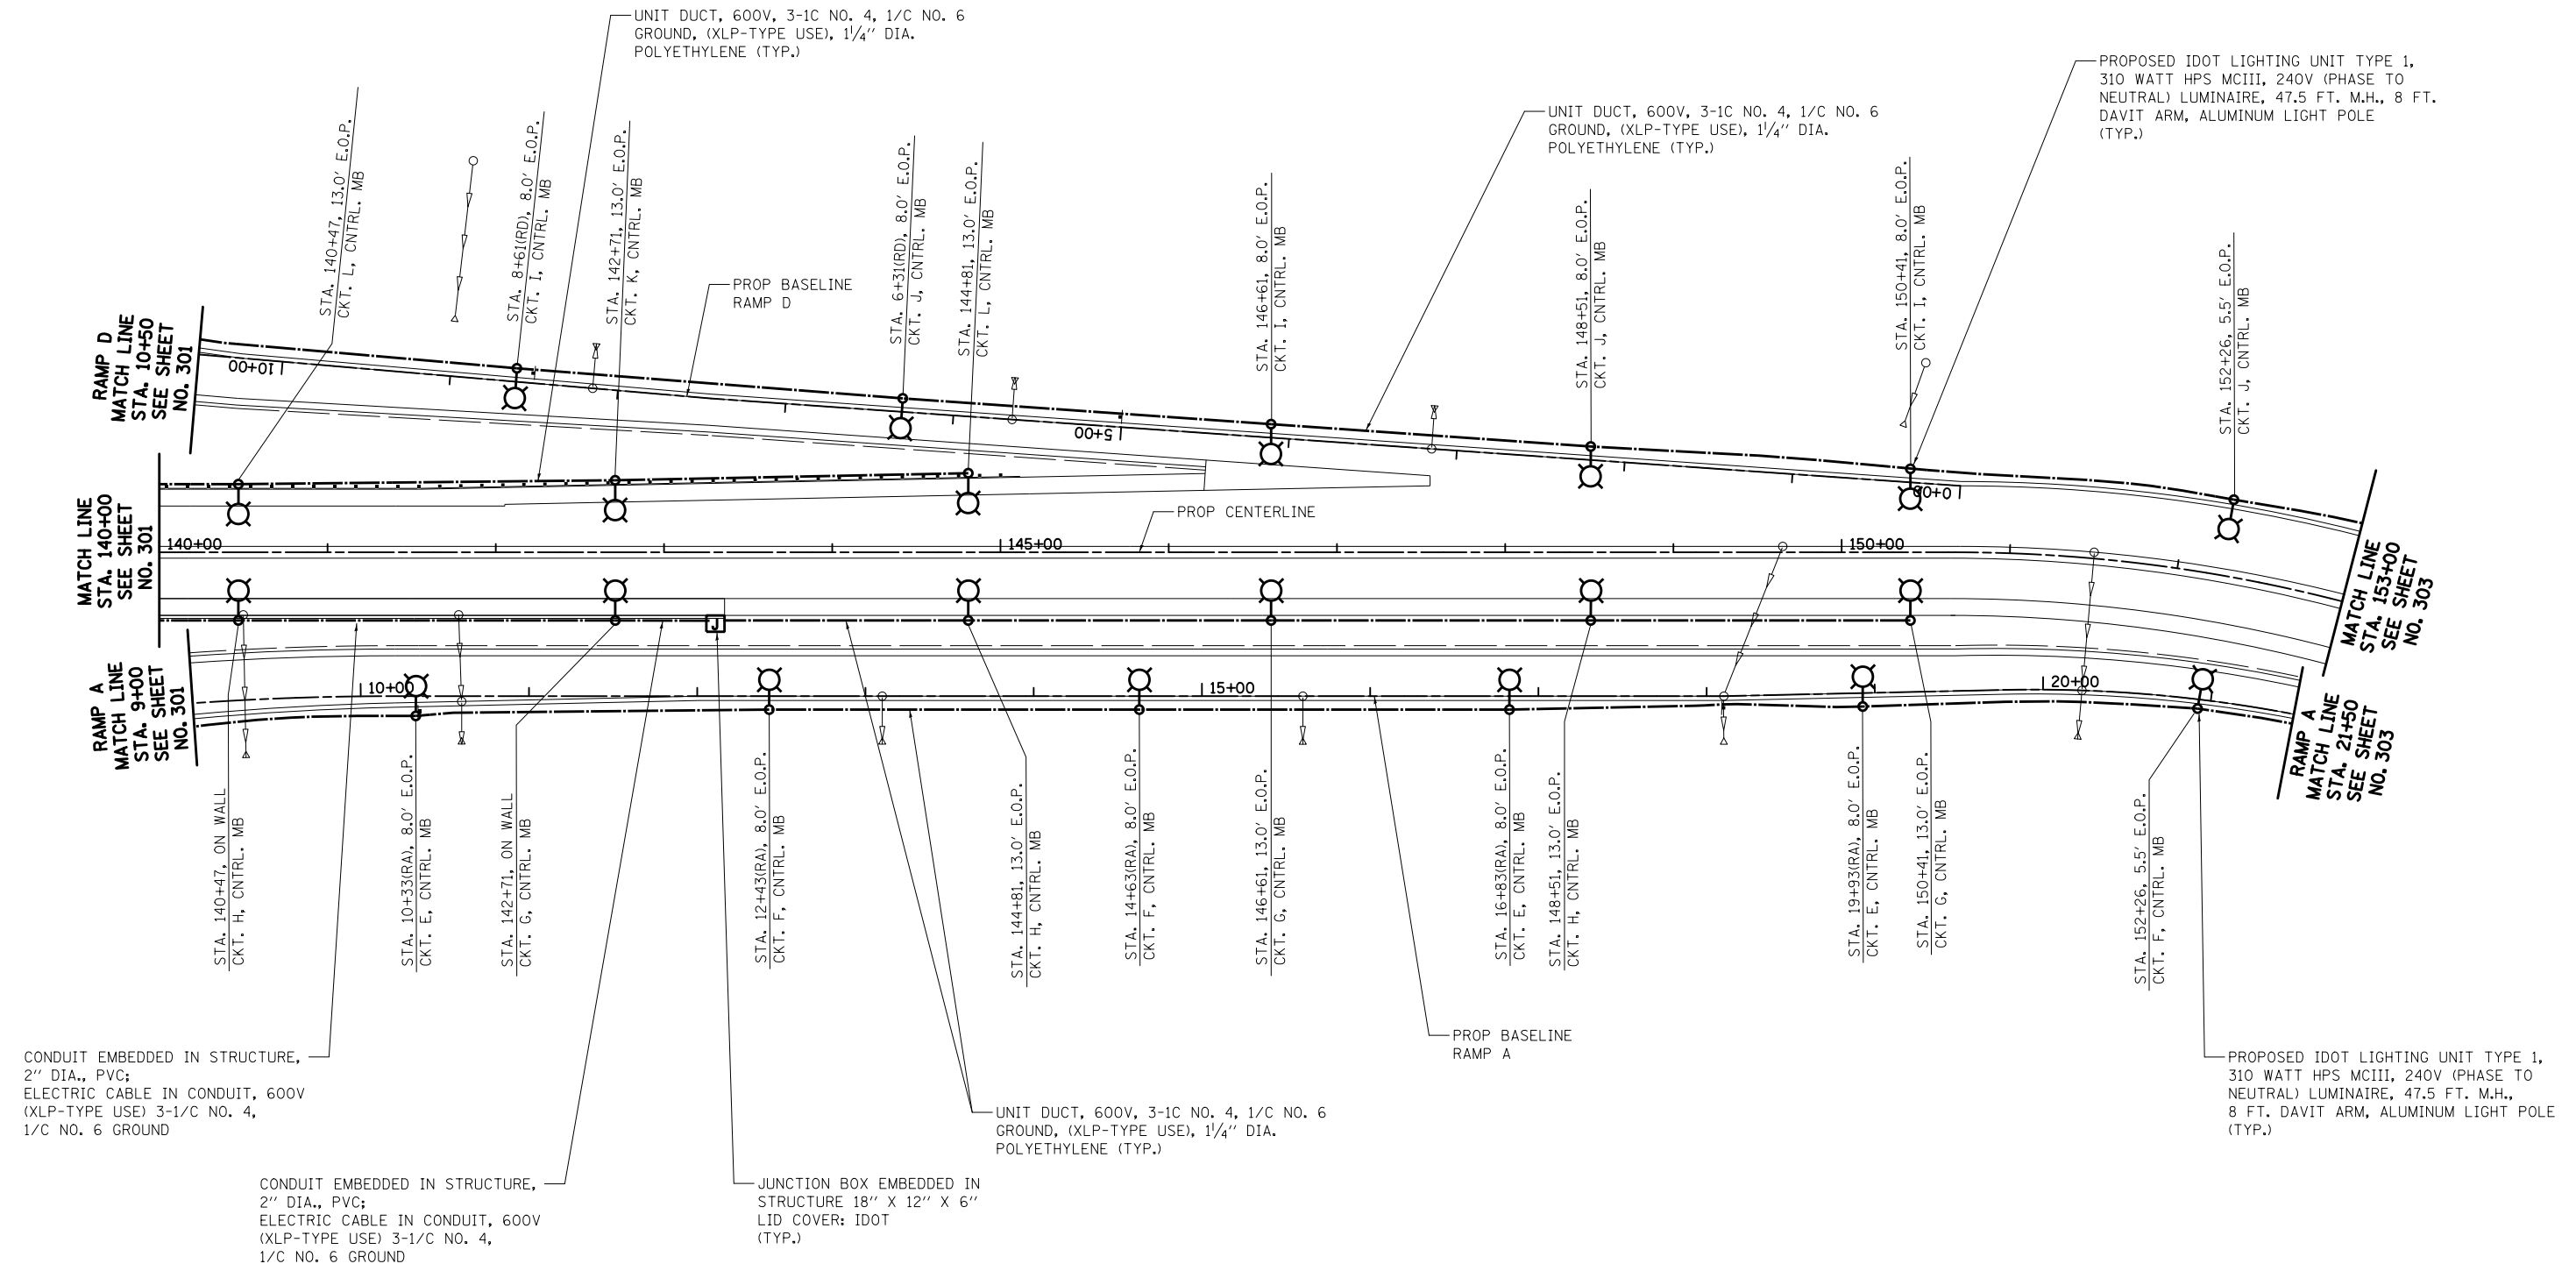 UNIT DUCT, 600V, 3-1C NO. 4, 1/C NO. 6
GROUND, (XLP-TYPE USE), 1 1/4" DIA.
POLYETHYLENE (TYP.)
PROPOSED IDOT LIGHTING UNIT TYPE 1,
310 WATT HPS MCIII, 240V (PHASE TO
NEUTRAL) LUMINAIRE, 47.5 FT. M.H., 8 FT.
DAVIT ARM, ALUMINUM LIGHT POLE
(TYP.)
UNIT DUCT, 600V, 3-1C NO. 4, 1/C NO. 6
GROUND, (XLP-TYPE USE), 1 1/4" DIA.
POLYETHYLENE (TYP.)
STA. 140+47, 13.0' E.O.P.
CKT. L, CNTRL. MB
STA. 8+61(RD), 8.0' E.O.P.
CKT. I, CNTRL. MB
STA. 142+71, 13.0' E.O.P.
CKT. K, CNTRL. MB
STA. 6+31(RD), 8.0' E.O.P.
CKT. J, CNTRL. MB
STA. 144+81, 13.0' E.O.P.
CKT. L, CNTRL. MB
STA. 146+61, 8.0' E.O.P.
CKT. I, CNTRL. MB
STA. 148+51, 8.0' E.O.P.
CKT. J, CNTRL. MB
STA. 150+41, 8.0' E.O.P.
CKT. I, CNTRL. MB
STA. 152+26, 5.5' E.O.P.
CKT. J, CNTRL. MB
PROP BASELINE
RAMP D
RAMP D
MATCH LINE
STA. 10+50
SEE SHEET
NO. 301
10+00
5+00
0+00
MATCH LINE
STA. 140+00
SEE SHEET
NO. 301
PROP CENTERLINE
140+00
145+00
150+00
MATCH LINE
STA. 153+00
SEE SHEET
NO. 303
J
RAMP A
MATCH LINE
STA. 9+00
SEE SHEET
NO. 301
10+00
15+00
20+00
RAMP A
MATCH LINE
STA. 21+50
SEE SHEET
NO. 303
STA. 140+47, ON WALL
CKT. H, CNTRL. MB
STA. 10+33(RA), 8.0' E.O.P.
CKT. E, CNTRL. MB
STA. 142+71, ON WALL
CKT. G, CNTRL. MB
STA. 12+43(RA), 8.0' E.O.P.
CKT. F, CNTRL. MB
STA. 144+81, 13.0' E.O.P.
CKT. H, CNTRL. MB
STA. 14+63(RA), 8.0' E.O.P.
CKT. F, CNTRL. MB
STA. 146+61, 13.0' E.O.P.
CKT. G, CNTRL. MB
STA. 16+83(RA), 8.0' E.O.P.
CKT. E, CNTRL. MB
STA. 148+51, 13.0' E.O.P.
CKT. H, CNTRL. MB
STA. 19+93(RA), 8.0' E.O.P.
CKT. E, CNTRL. MB
STA. 150+41, 13.0' E.O.P.
CKT. G, CNTRL. MB
STA. 152+26, 5.5' E.O.P.
CKT. F, CNTRL. MB
PROP BASELINE
RAMP A
CONDUIT EMBEDDED IN STRUCTURE,
2" DIA., PVC;
ELECTRIC CABLE IN CONDUIT, 600V
(XLP-TYPE USE) 3-1/C NO. 4,
1/C NO. 6 GROUND
PROPOSED IDOT LIGHTING UNIT TYPE 1,
310 WATT HPS MCIII, 240V (PHASE TO
NEUTRAL) LUMINAIRE, 47.5 FT. M.H.,
8 FT. DAVIT ARM, ALUMINUM LIGHT POLE
(TYP.)
UNIT DUCT, 600V, 3-1C NO. 4, 1/C NO. 6
GROUND, (XLP-TYPE USE), 1 1/4" DIA.
POLYETHYLENE (TYP.)
CONDUIT EMBEDDED IN STRUCTURE,
2" DIA., PVC;
ELECTRIC CABLE IN CONDUIT, 600V
(XLP-TYPE USE) 3-1/C NO. 4,
1/C NO. 6 GROUND
JUNCTION BOX EMBEDDED IN
STRUCTURE 18" X 12" X 6"
LID COVER: IDOT
(TYP.)